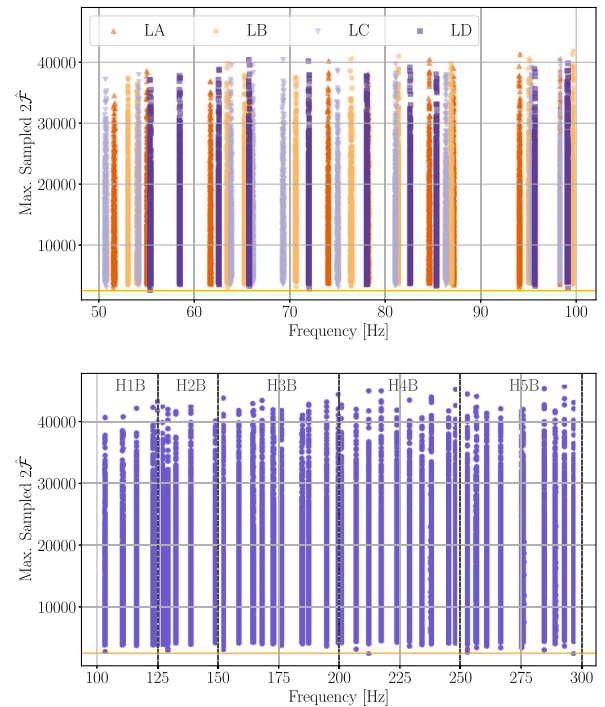 LA LB LC LD
40000
30000
20000
10000
Max. Sampled 2F̂
50 60 70 80 90 100
Frequency [Hz]
H1B H2B H3B H4B H5B
40000
30000
20000
10000
Max. Sampled 2F̂
100 125 150 175 200 225 250 275 300
Frequency [Hz]